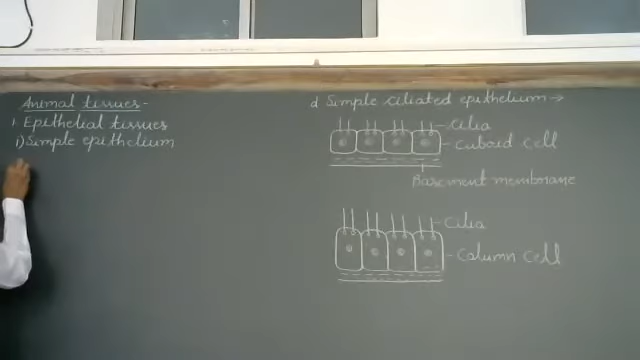 Animal tissues-
1, Epithelial tissues
i) Simple epithelium
d Simple ciliated epithelium →
Cilia
Cuboid cell
Basement membrane
Cilia
Column cell